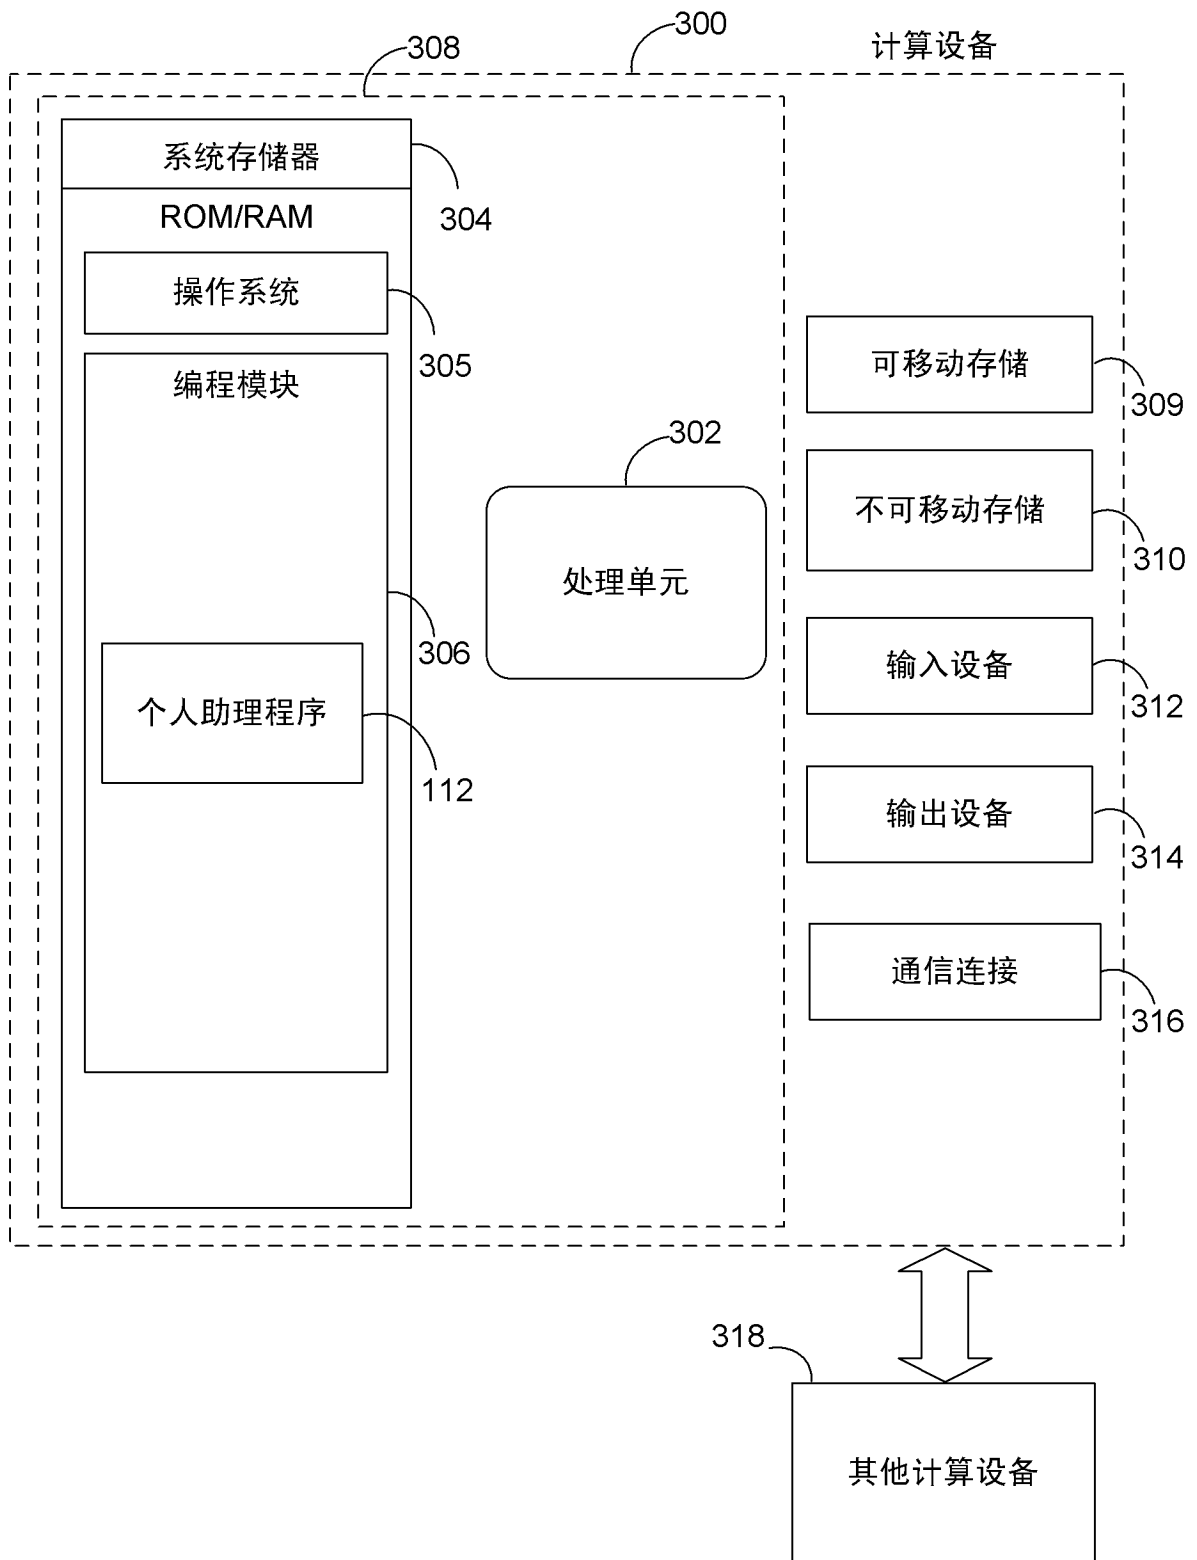 300
计算设备
308
系统存储器
304
ROM/RAM
操作系统
305
编程模块
306
个人助理程序
112
302
处理单元
可移动存储
309
不可移动存储
310
输入设备
312
输出设备
314
通信连接
316
318
其他计算设备